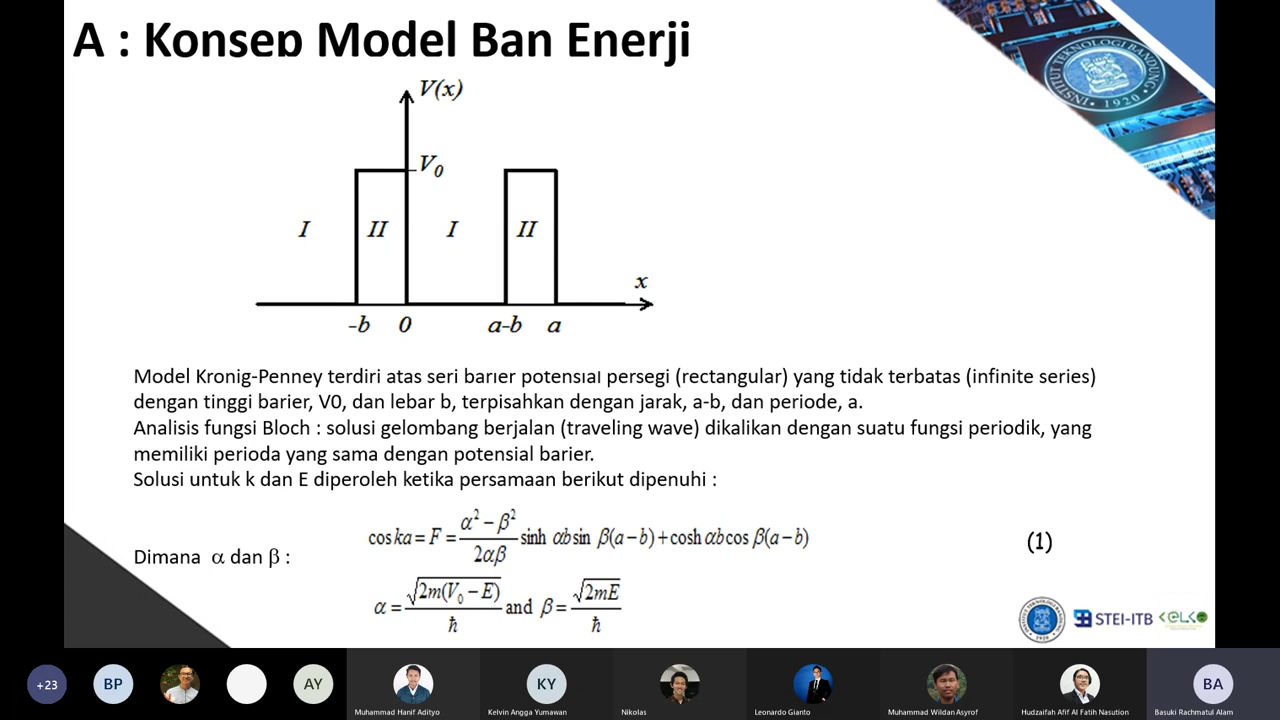 A : Konsep Model Ban Enerji
INSTITUT TEKNOLOGI BANDUNG
1920
V(x)
V0
I II I II
x
-b 0 a-b a
Model Kronig-Penney terdiri atas seri barier potensial persegi (rectangular) yang tidak terbatas (infinite series)
dengan tinggi barier, V0, dan lebar b, terpisahkan dengan jarak, a-b, dan periode, a.
Analisis fungsi Bloch : solusi gelombang berjalan (traveling wave) dikalikan dengan suatu fungsi periodik, yang
memiliki perioda yang sama dengan potensial barier.
Solusi untuk k dan E diperoleh ketika persamaan berikut dipenuhi :
cos ka = F = (α² − β²)/(2αβ) sinh αb sin β(a−b) + cosh αb cos β(a−b) (1)
Dimana α dan β :
α = √(2m(V₀ − E))/ħ and β = √(2mE)/ħ
STEI-ITB
+23 BP AY KY BA
Muhammad Hanif Adityo Kelvin Angga Yumawan Nikolas Leonardo Gianto Muhammad Wildan Asyrof Hudzaifah Afif Al Fatih Nasution Basuki Rachmatul Alam